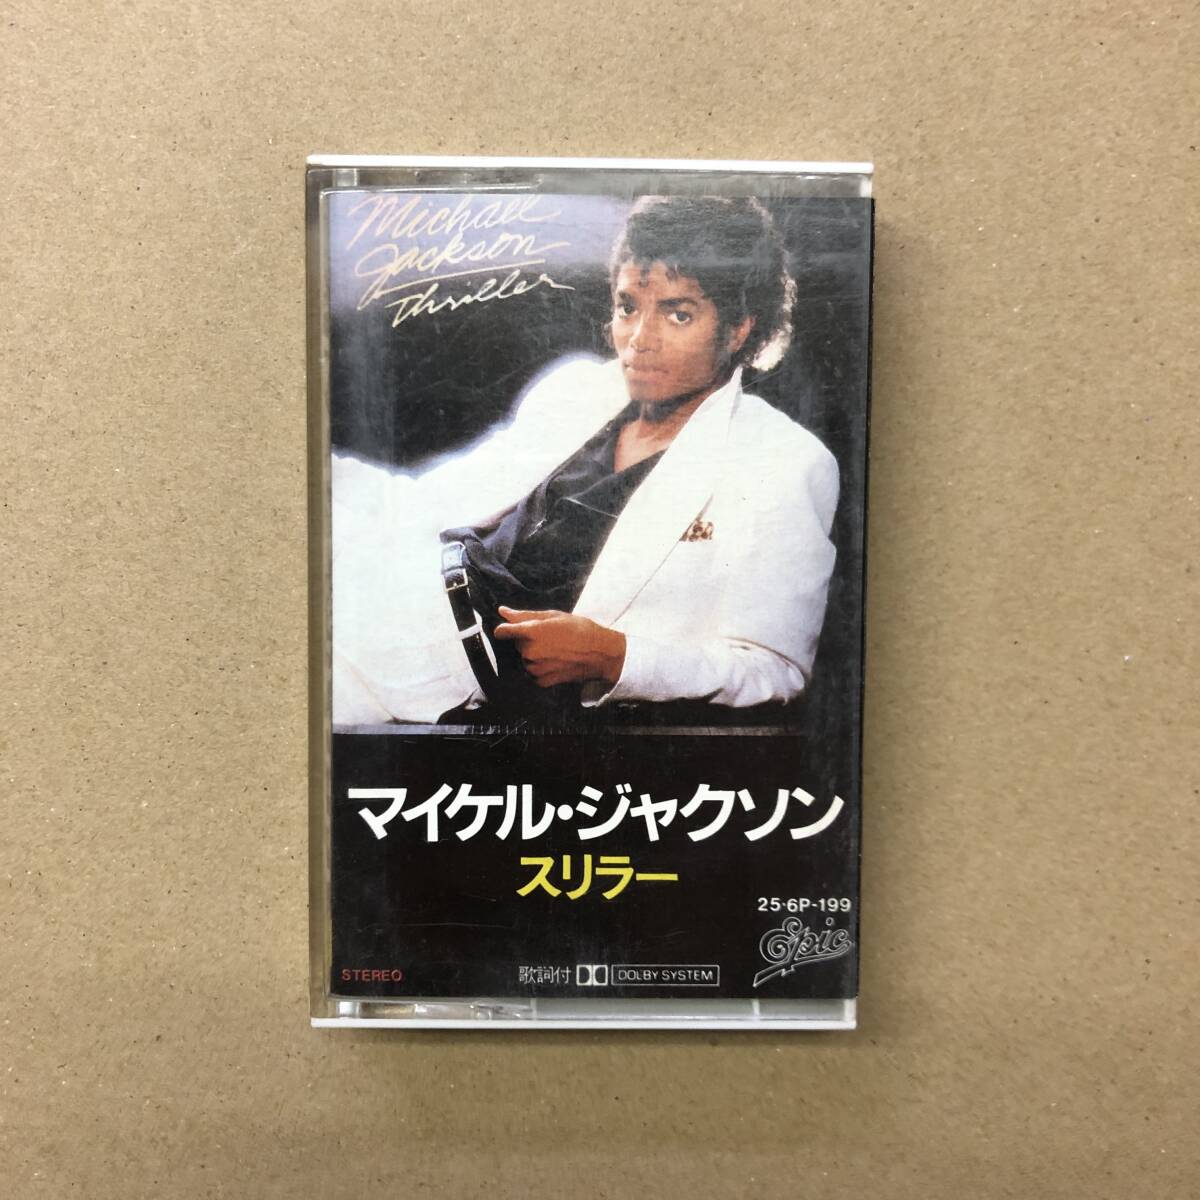 Michael
Jackson
Thriller
マイケル・ジャクソン
スリラー
25・6P-199
Epic
STEREO
歌詞付 DOLBY SYSTEM